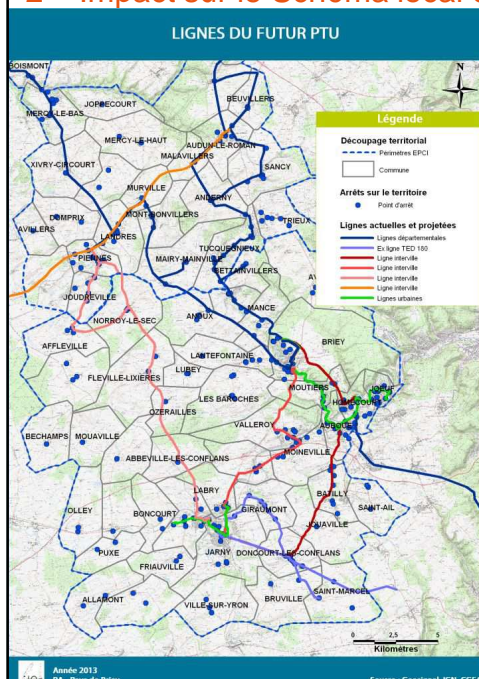 2 Impact sur le Schéma local
LIGNES DU FUTUR PTU
N
Légende
Découpage territorial
Périmètres EPCI
Commune
Arrêts sur le territoire
Point d'arrêt
Lignes actuelles et projetées
Lignes départementales
Ex ligne TED 180
Ligne interville
Ligne interville
Ligne interville
Ligne interville
Lignes urbaines
BOISMONT
MERCY-LE-BAS
JOPPECOURT
BEUVILLERS
MERCY-LE-HAUT
AUDUN-LE-ROMAN
MALAVILLERS
XIVRY-CIRCOURT
SANCY
MURVILLE
ANDERNY
DOMPRIX
MONT-BONVILLERS
TRIEUX
AVILLERS
LANDRES
TUCQUEGNIEUX
PIENNES
MAIRY-MAINVILLE
BETTAINVILLERS
AV
JOUDREVILLE
MANCE
NORROY-LE-SEC
ANOUX
BRIEY
AFFLEVILLE
LANTEFONTAINE
LUBEY
FLEVILLE-LIXIERES
MOUTIERS
JOEUF
HOMECOURT
LES BAROCHES
OZERAILLES
VALLEROY
AUBOUE
BECHAMPS
MOUAVILLE
MOINEVILLE
ABBEVILLE-LES-CONFLANS
LABRY
BATILLY
OLLEY
BONCOURT
GIRAUMONT
SAINT-AIL
JOUAVILLE
PUXE
JARNY
DONCOURT-LES-CONFLANS
FRIAUVILLE
SAINT-MARCEL
ALLAMONT
BRUVILLE
VILLE-SUR-YRON
0 2,5 5
Kilomètres
Année 2013